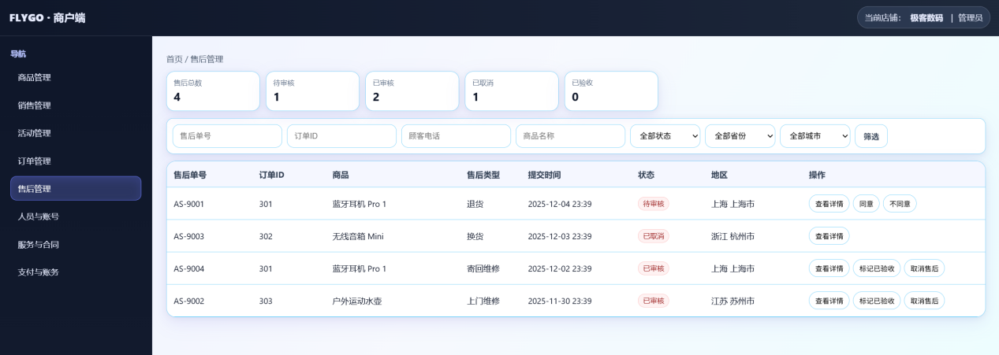 FLYGO · 商户端
当前店铺： 极客数码 | 管理员
导航
商品管理
销售管理
活动管理
订单管理
售后管理
人员与账号
服务与合同
支付与账务
首页 / 售后管理
售后总数 待审核 已审核 已取消 已验收
4 1 2 1 0
售后单号 订单ID 顾客电话 商品名称 全部状态 全部省份 全部城市 筛选
售后单号 订单ID 商品 售后类型 提交时间 状态 地区 操作
AS-9001 301 蓝牙耳机 Pro 1 退货 2025-12-04 23:39 待审核 上海 上海市 查看详情 同意 不同意
AS-9003 302 无线音箱 Mini 换货 2025-12-03 23:39 已取消 浙江 杭州市 查看详情
AS-9004 301 蓝牙耳机 Pro 1 寄回维修 2025-12-02 23:39 已审核 上海 上海市 查看详情 标记已验收 取消售后
AS-9002 303 户外运动水壶 上门维修 2025-11-30 23:39 已审核 江苏 苏州市 查看详情 标记已验收 取消售后